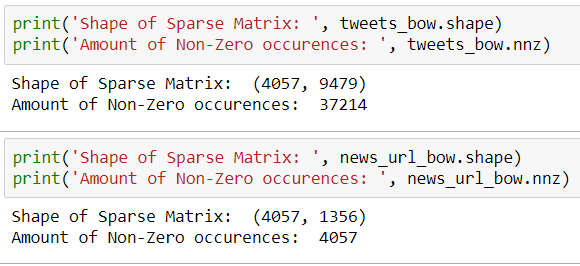 print('Shape of Sparse Matrix: ', tweets_bow.shape)
print('Amount of Non-Zero occurences: ', tweets_bow.nnz)
Shape of Sparse Matrix:  (4057, 9479)
Amount of Non-Zero occurences:  37214
print('Shape of Sparse Matrix: ', news_url_bow.shape)
print('Amount of Non-Zero occurences: ', news_url_bow.nnz)
Shape of Sparse Matrix:  (4057, 1356)
Amount of Non-Zero occurences:  4057